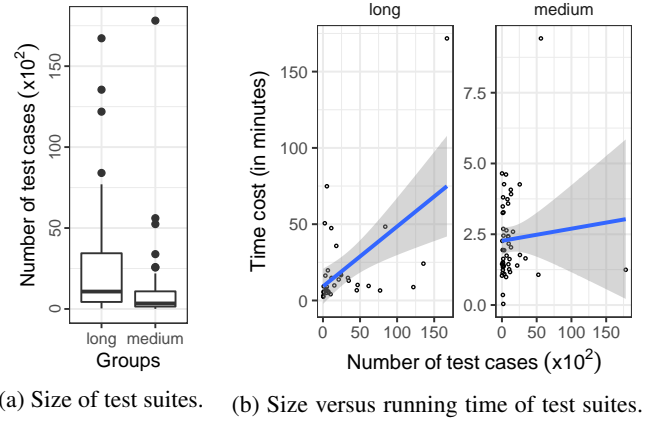 Number of test cases (x10²)
150
100
50
0
long medium
Groups
(a) Size of test suites.
long medium
Time cost (in minutes)
150
100
50
0
7.5
5.0
2.5
0.0
0 50 100 150 0 50 100 150
Number of test cases (x10²)
(b) Size versus running time of test suites.